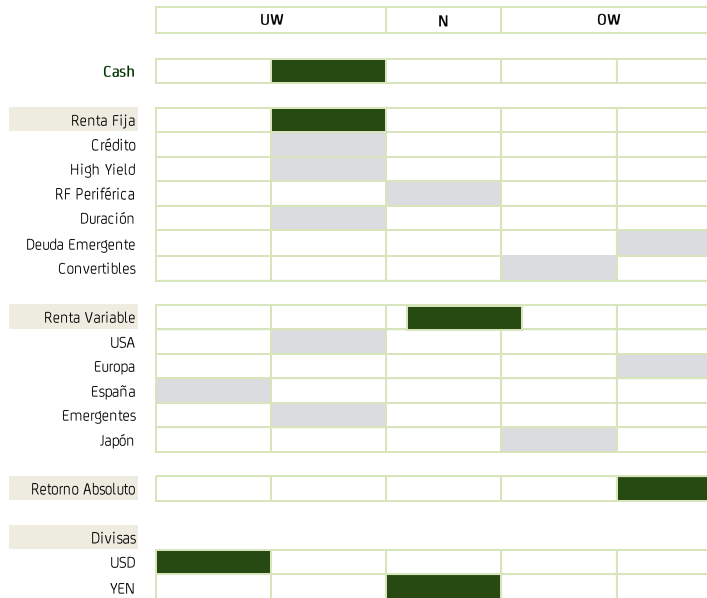 UW N OW
Cash
Renta Fija
Crédito
High Yield
RF Periférica
Duración
Deuda Emergente
Convertibles
Renta Variable
USA
Europa
España
Emergentes
Japón
Retorno Absoluto
Divisas
USD
YEN